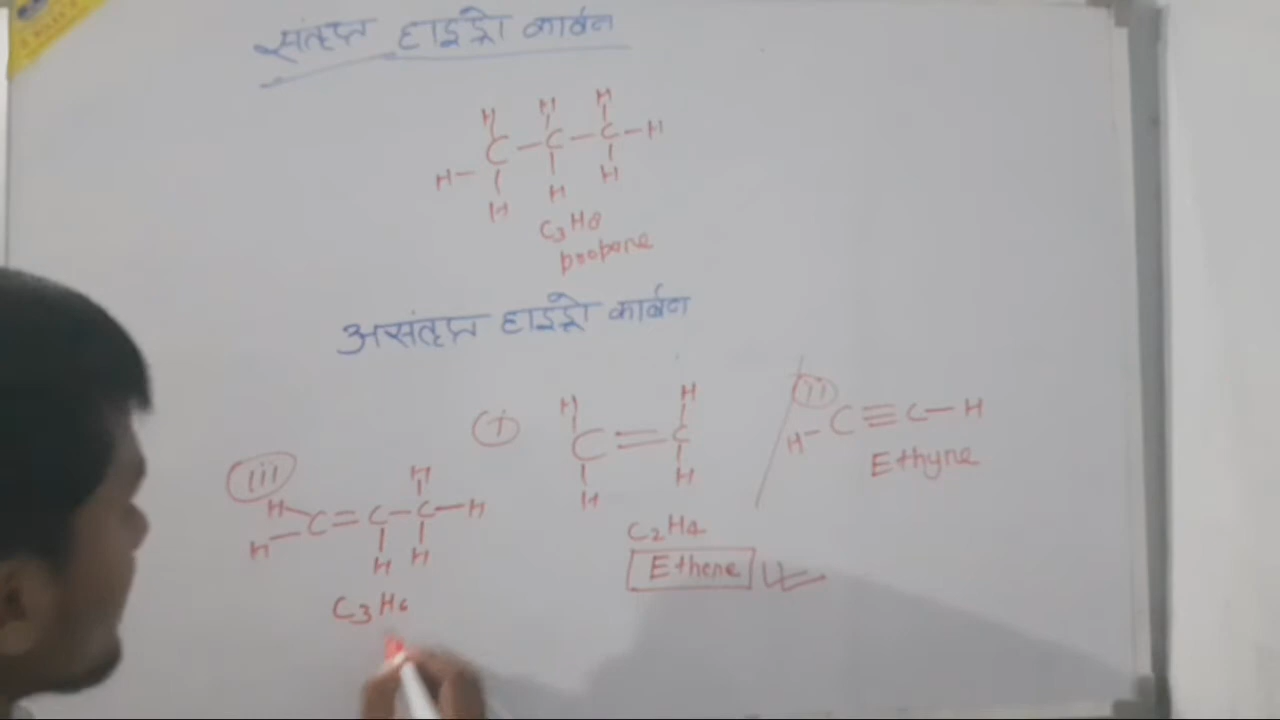 संतृप्त हाइड्रो कार्बन
H H H
H-C-C-C-H
H H H
C3H8
propane
असंतृप्त हाइड्रो कार्बन
(i)
H H
C=C
H H
C2H4
Ethene
(ii)
H-C≡C-H
Ethyne
(iii)
H H
C=C-C-H
H H H
C3H6